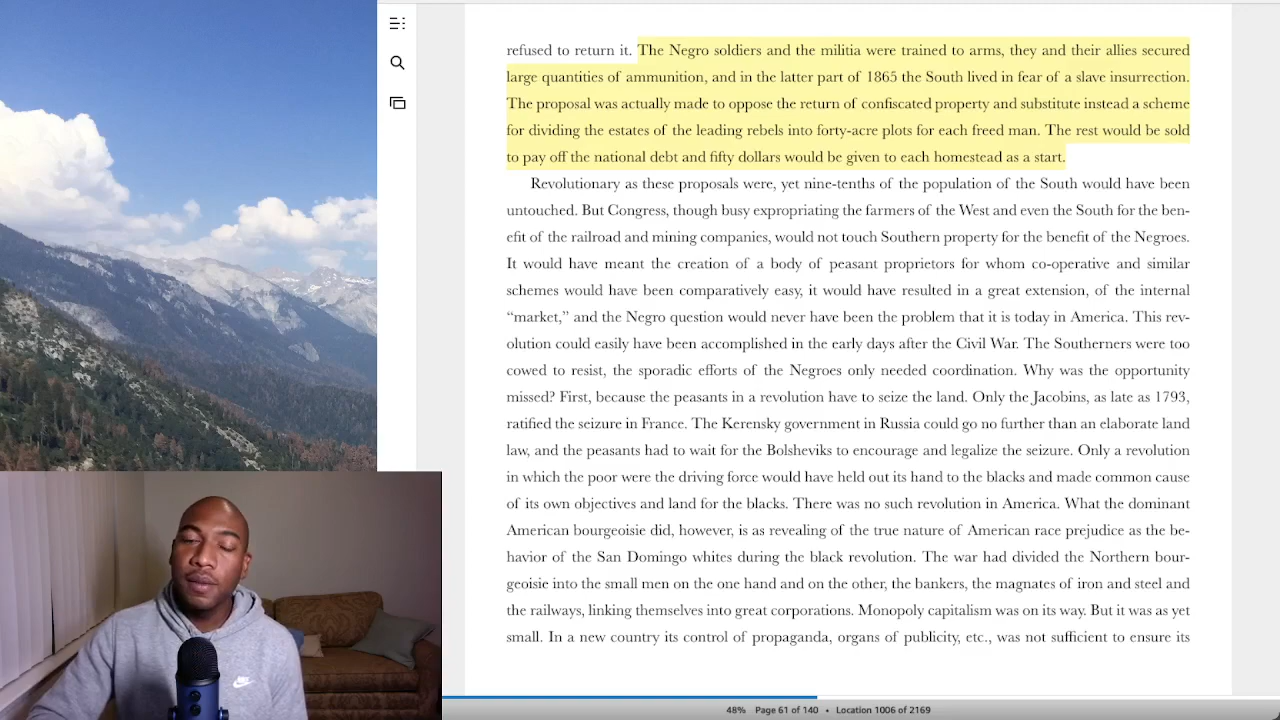 refused to return it. The Negro soldiers and the militia were trained to arms, they and their allies secured
large quantities of ammunition, and in the latter part of 1865 the South lived in fear of a slave insurrection.
The proposal was actually made to oppose the return of confiscated property and substitute instead a scheme
for dividing the estates of the leading rebels into forty-acre plots for each freed man. The rest would be sold
to pay off the national debt and fifty dollars would be given to each homestead as a start.
Revolutionary as these proposals were, yet nine-tenths of the population of the South would have been
untouched. But Congress, though busy expropriating the farmers of the West and even the South for the ben-
efit of the railroad and mining companies, would not touch Southern property for the benefit of the Negroes.
It would have meant the creation of a body of peasant proprietors for whom co-operative and similar
schemes would have been comparatively easy, it would have resulted in a great extension, of the internal
“market,” and the Negro question would never have been the problem that it is today in America. This rev-
olution could easily have been accomplished in the early days after the Civil War. The Southerners were too
cowed to resist, the sporadic efforts of the Negroes only needed coordination. Why was the opportunity
missed? First, because the peasants in a revolution have to seize the land. Only the Jacobins, as late as 1793,
ratified the seizure in France. The Kerensky government in Russia could go no further than an elaborate land
law, and the peasants had to wait for the Bolsheviks to encourage and legalize the seizure. Only a revolution
in which the poor were the driving force would have held out its hand to the blacks and made common cause
of its own objectives and land for the blacks. There was no such revolution in America. What the dominant
American bourgeoisie did, however, is as revealing of the true nature of American race prejudice as the be-
havior of the San Domingo whites during the black revolution. The war had divided the Northern bour-
geoisie into the small men on the one hand and on the other, the bankers, the magnates of iron and steel and
the railways, linking themselves into great corporations. Monopoly capitalism was on its way. But it was as yet
small. In a new country its control of propaganda, organs of publicity, etc., was not sufficient to ensure its
48% Page 61 of 140 • Location 1006 of 2169